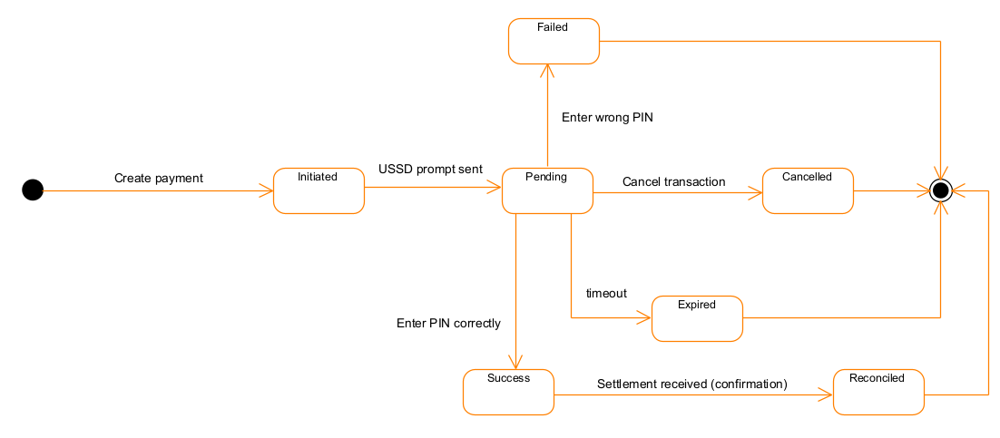 Failed
Enter wrong PIN
Create payment
Initiated
USSD prompt sent
Pending
Cancel transaction
Cancelled
timeout
Expired
Enter PIN correctly
Success
Settlement received (confirmation)
Reconciled